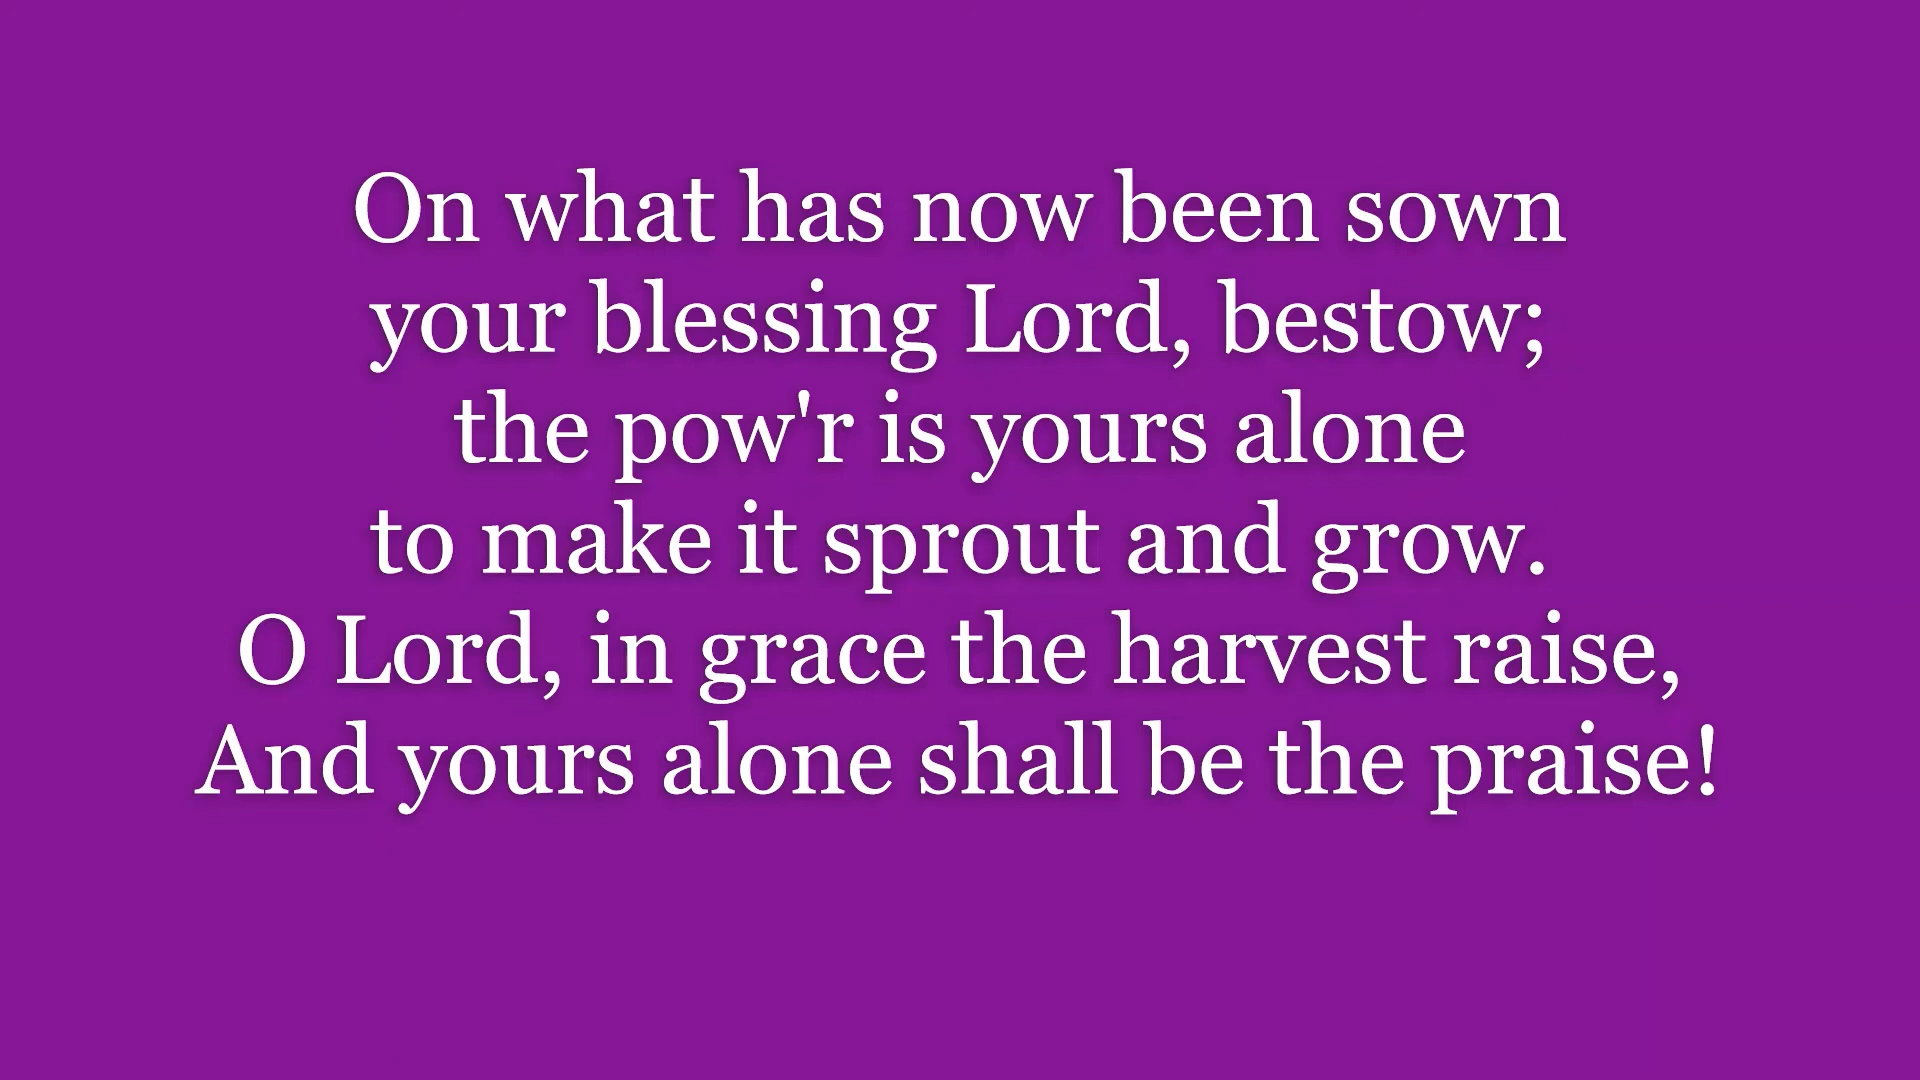 On what has now been sown
your blessing Lord, bestow;
the pow'r is yours alone
to make it sprout and grow.
O Lord, in grace the harvest raise,
And yours alone shall be the praise!